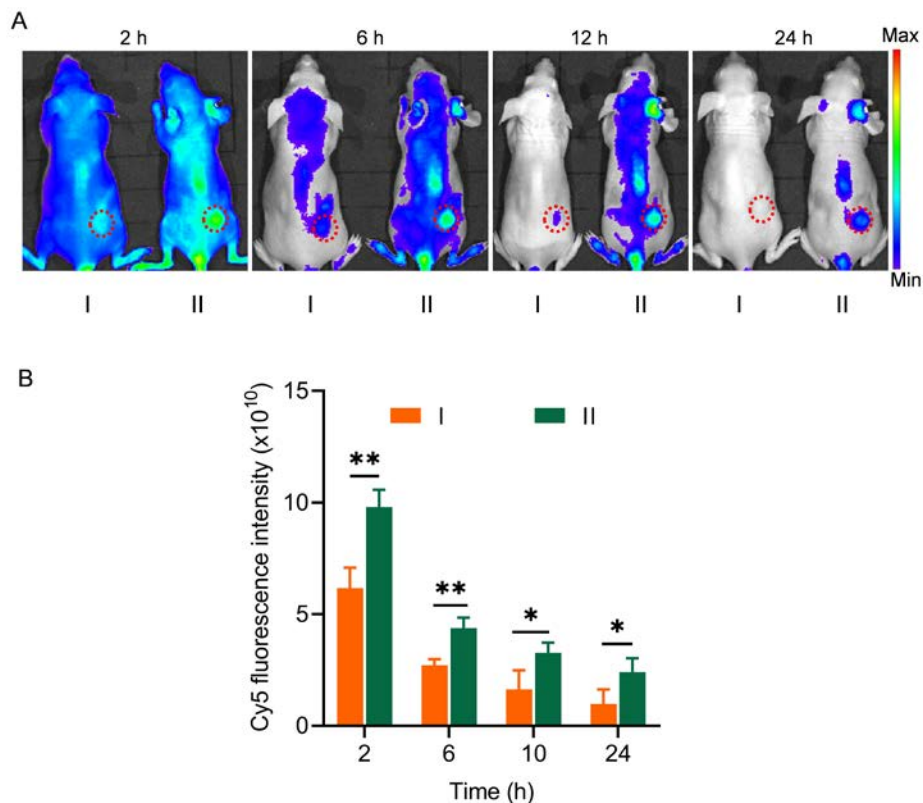 A
2 h 6 h 12 h 24 h
Max
Min
I II I II I II I II
B
Cy5 fluorescence intensity (x10¹⁰)
15
10
5
0
I II
** ** * *
2 6 10 24
Time (h)